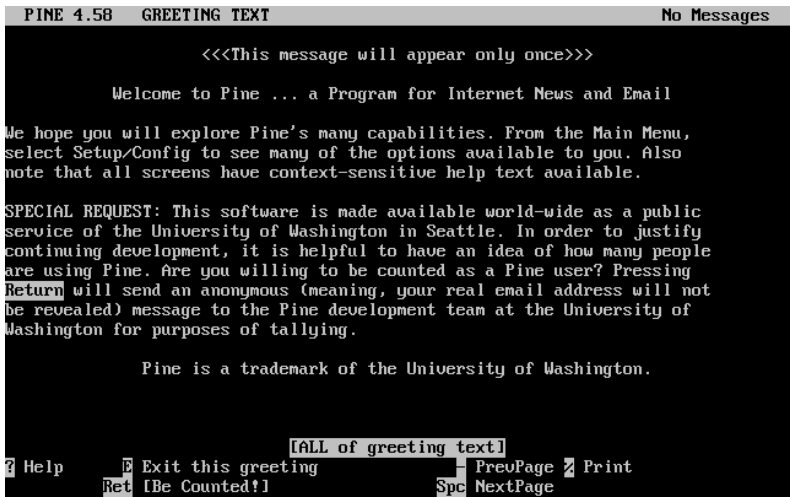 PINE 4.58 GREETING TEXT No Messages
<<<This message will appear only once>>>
Welcome to Pine ... a Program for Internet News and Email
We hope you will explore Pine's many capabilities. From the Main Menu,
select Setup/Config to see many of the options available to you. Also
note that all screens have context-sensitive help text available.
SPECIAL REQUEST: This software is made available world-wide as a public
service of the University of Washington in Seattle. In order to justify
continuing development, it is helpful to have an idea of how many people
are using Pine. Are you willing to be counted as a Pine user? Pressing
Return will send an anonymous (meaning, your real email address will not
be revealed) message to the Pine development team at the University of
Washington for purposes of tallying.
Pine is a trademark of the University of Washington.
[ALL of greeting text]
? Help E Exit this greeting - PrevPage % Print
Ret [Be Counted!] Spc NextPage